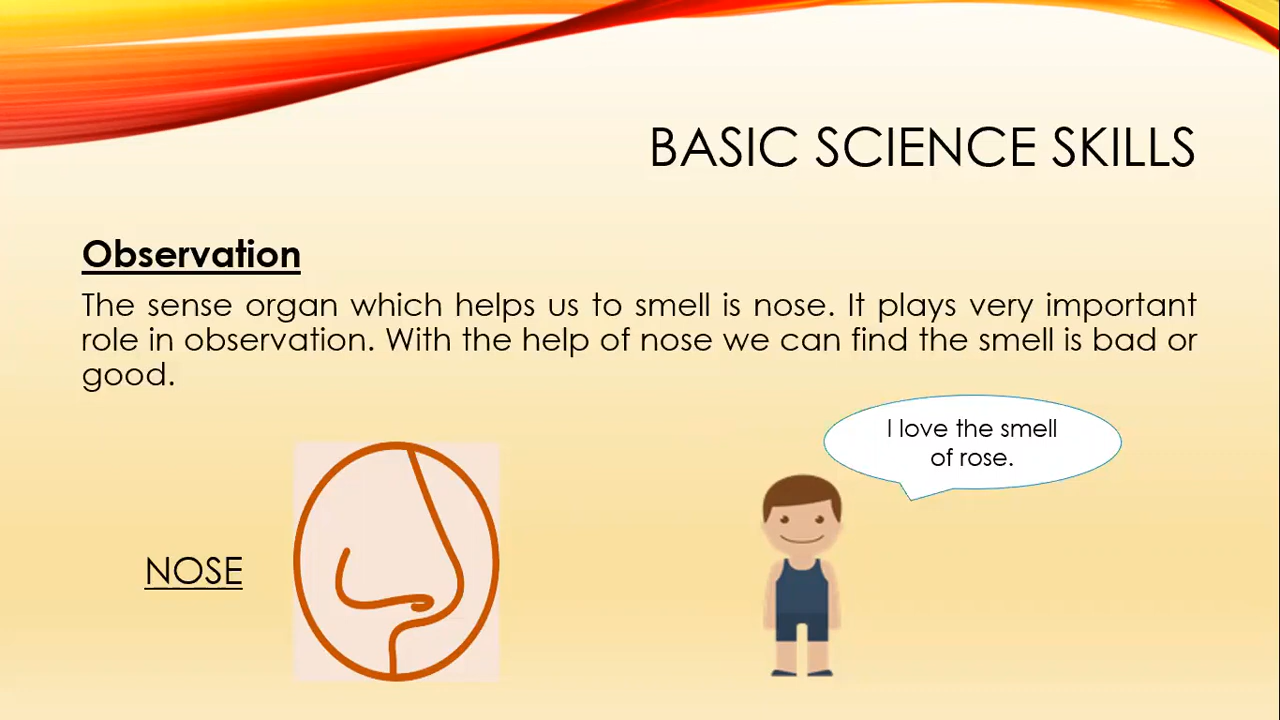 BASIC SCIENCE SKILLS
Observation
The sense organ which helps us to smell is nose. It plays very important
role in observation. With the help of nose we can find the smell is bad or
good.
I love the smell
of rose.
NOSE